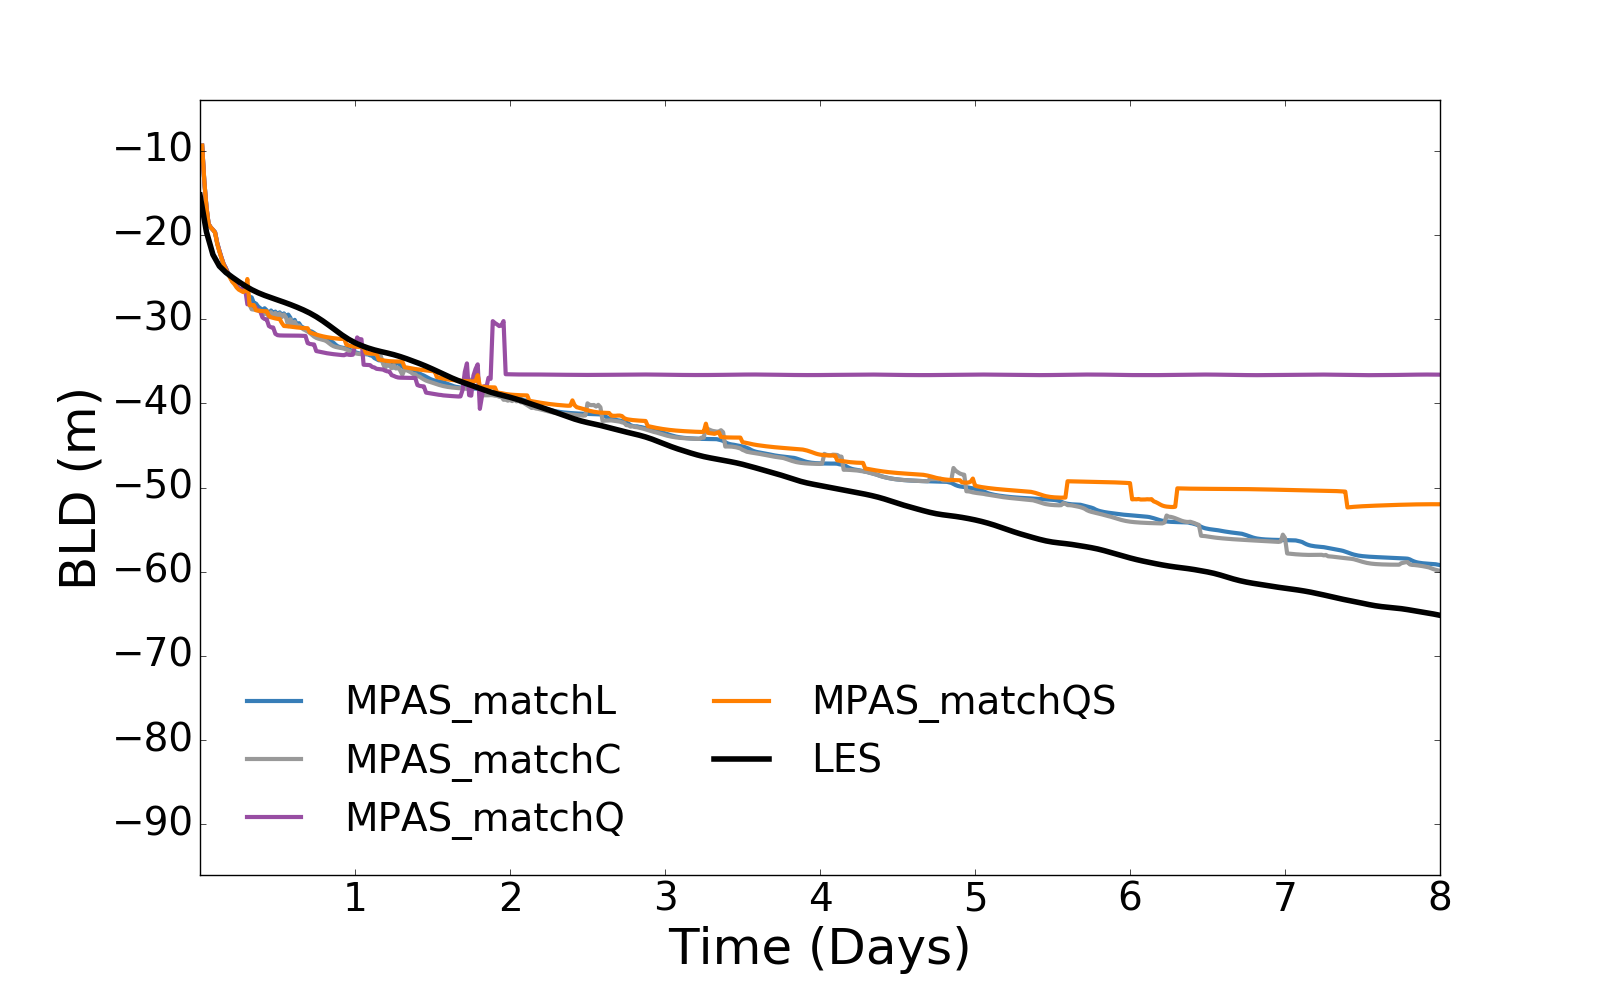 −10
−20
−30
−40
−50
−60
−70
−80
−90
BLD (m)
MPAS_matchL
MPAS_matchC
MPAS_matchQ
MPAS_matchQS
LES
1 2 3 4 5 6 7 8
Time (Days)